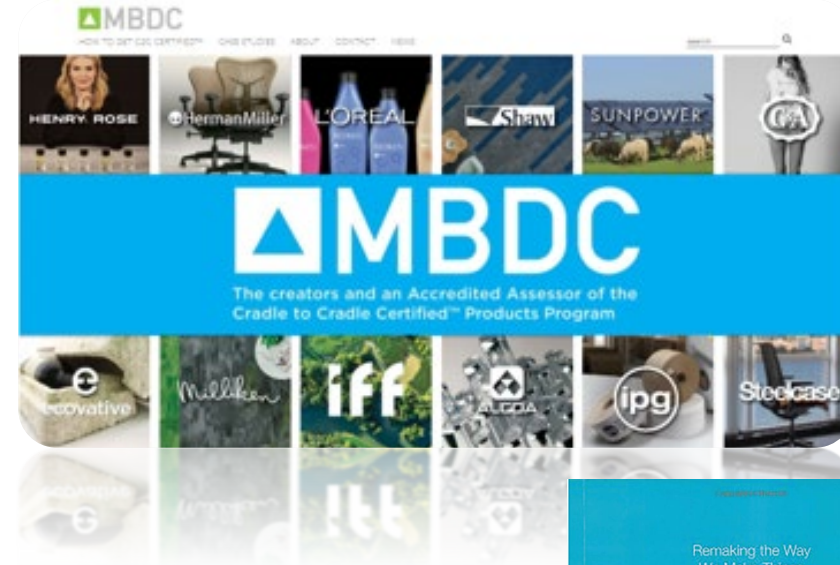 MBDC
HOW TO GET C2C CERTIFIED™ CASE STUDIES ABOUT CONTACT NEWS
HENRY ROSE
HermanMiller
L'ORÉAL
Shaw
SUNPOWER
G&A
MBDC
The creators and an Accredited Assessor of the
Cradle to Cradle Certified™ Products Program
ecovative
Milliken
iff
ALCOA
ipg
Steelcase
Remaking the Way